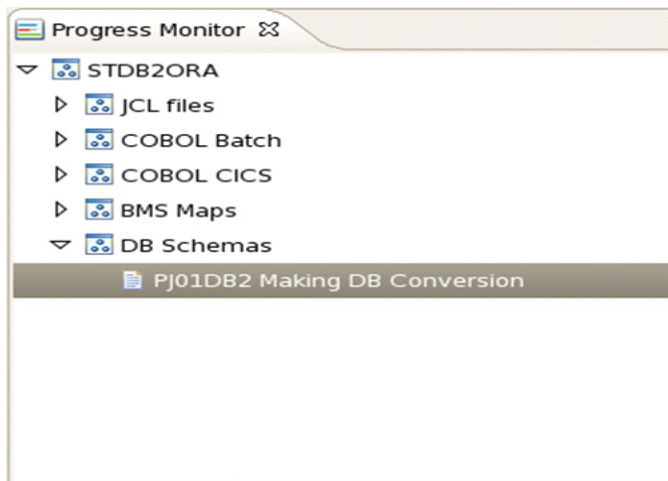 Progress Monitor
STDB2ORA
JCL files
COBOL Batch
COBOL CICS
BMS Maps
DB Schemas
PJ01DB2 Making DB Conversion